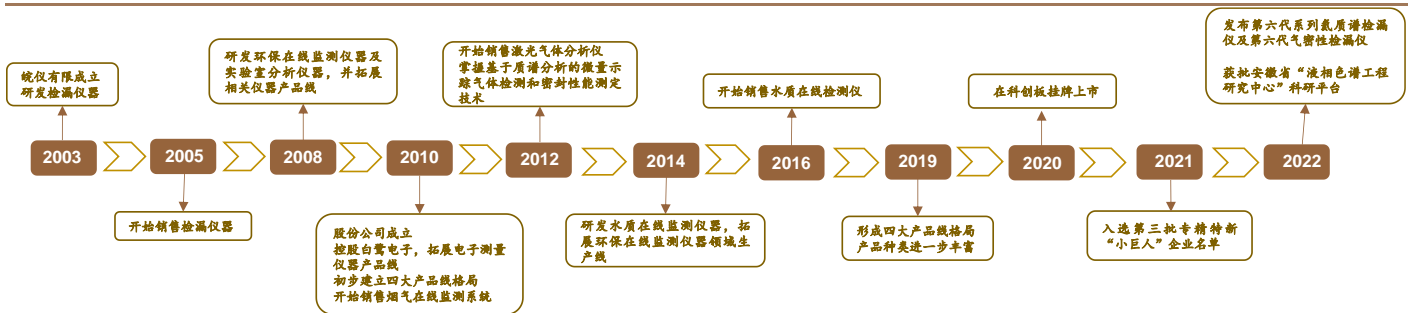 皖仪有限成立
研发检漏仪器
研发环保在线监测仪器及
实验室分析仪器，并拓展
相关仪器产品线
开始销售激光气体分析仪
掌握基于质谱分析的微量示
踪气体检测和密封性能测定
技术
开始销售水质在线检测仪
在科创板挂牌上市
发布第六代系列氦质谱检漏
仪及第六代气密性检漏仪
获批安徽省“液相色谱工程
研究中心”科研平台
2003
2005
2008
2010
2012
2014
2016
2019
2020
2021
2022
开始销售检漏仪器
股份公司成立
控股白鹭电子，拓展电子测量
仪器产品线
初步建立四大产品线格局
开始销售烟气在线监测系统
研发水质在线监测仪器，拓
展环保在线监测仪器领域生
产线
形成四大产品线格局
产品种类进一步丰富
入选第三批专精特新
“小巨人”企业名单